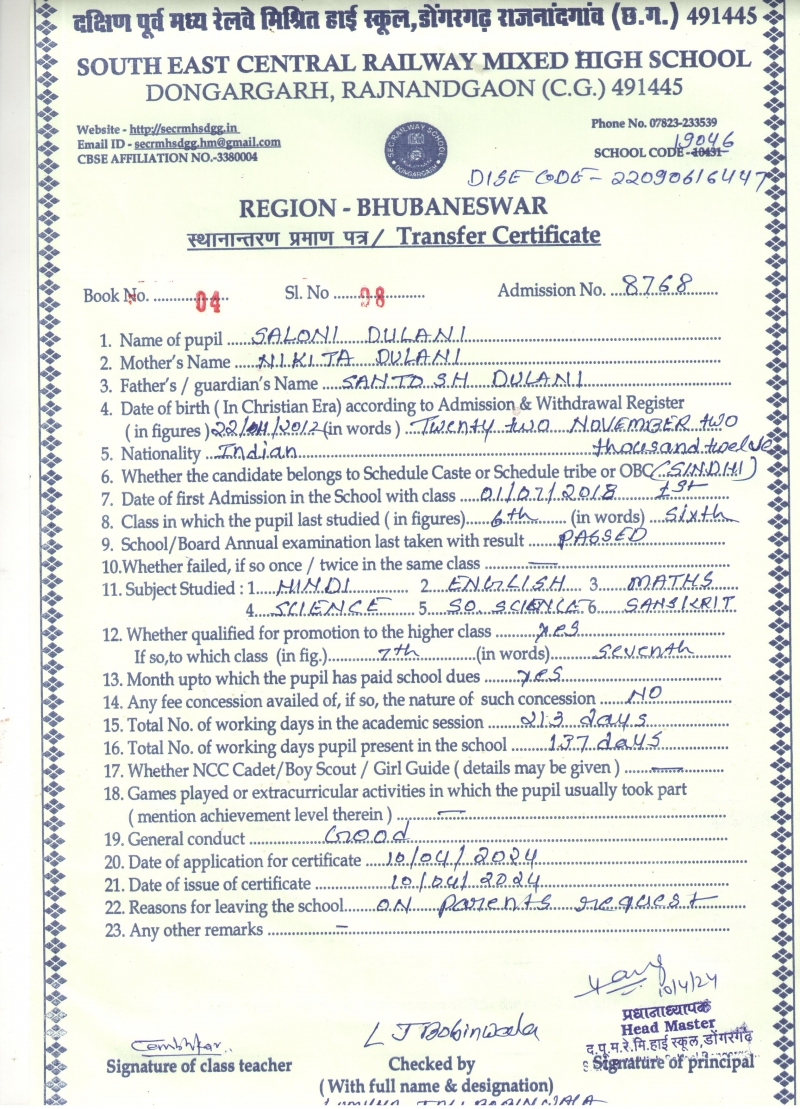 दक्षिण पूर्व मध्य रेलवे मिश्रित हाई स्कूल,डोंगरगढ़ राजनांदगांव (छ.ग.) 491445
SOUTH EAST CENTRAL RAILWAY MIXED HIGH SCHOOL
DONGARGARH, RAJNANDGAON (C.G.) 491445
Website - http://secrmhsdgg.in
Phone No. 07823-233539
Email ID - secrmhsdgg.hm@gmail.com
19046
CBSE AFFILIATION NO.-3380004
SCHOOL CODE-10431
SEC RAILWAY SCHOOL
DONGARGARH
DISE CODE - 22090616447
REGION - BHUBANESWAR
स्थानान्तरण प्रमाण पत्र / Transfer Certificate
Book No. 04 Sl. No 08 Admission No. 8768
1. Name of pupil SALONI DULANI
2. Mother's Name NIKITA DULANI
3. Father's / guardian's Name SANTOSH DULANI
4. Date of birth ( In Christian Era) according to Admission & Withdrawal Register
( in figures ) 22/11/2012 (in words ) Twenty two NOVEMBER two
thousand twelve
5. Nationality Indian
6. Whether the candidate belongs to Schedule Caste or Schedule tribe or OBC (SINDHI)
7. Date of first Admission in the School with class 01/07/2018 1st
8. Class in which the pupil last studied ( in figures) 6th (in words) Sixth
9. School/Board Annual examination last taken with result PASSED
10.Whether failed, if so once / twice in the same class —
11. Subject Studied : 1. HINDI 2. ENGLISH 3. MATHS
4. SCIENCE 5. SO. SCIENCE 6 SANSKRIT
12. Whether qualified for promotion to the higher class yes
If so,to which class (in fig.) 7th (in words) Seventh
13. Month upto which the pupil has paid school dues yes
14. Any fee concession availed of, if so, the nature of such concession NO
15. Total No. of working days in the academic session 213 days
16. Total No. of working days pupil present in the school 137 days
17. Whether NCC Cadet/Boy Scout / Girl Guide ( details may be given ) —
18. Games played or extracurricular activities in which the pupil usually took part
( mention achievement level therein ) —
19. General conduct Good
20. Date of application for certificate 10/04/2024
21. Date of issue of certificate 10/04/2024
22. Reasons for leaving the school ON parents request
23. Any other remarks —
10/4/24
प्रधानाध्यापक
Head Master
द.पू.म.रे.मि.हाई स्कूल,डोंगरगढ़
L J Bobinwala
Signature of class teacher
Checked by
Signature of principal
(With full name & designation)